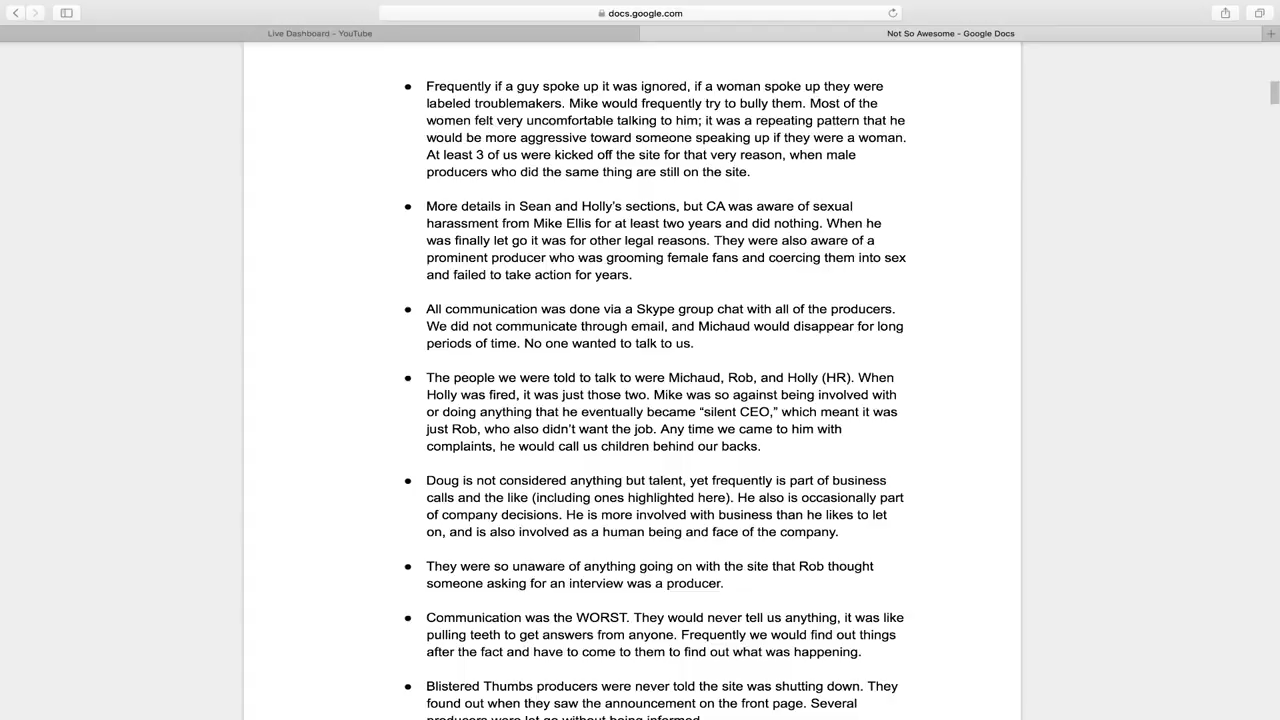 docs.google.com
Live Dashboard – YouTube
Not So Awesome – Google Docs
● Frequently if a guy spoke up it was ignored, if a woman spoke up they were
labeled troublemakers. Mike would frequently try to bully them. Most of the
women felt very uncomfortable talking to him; it was a repeating pattern that he
would be more aggressive toward someone speaking up if they were a woman.
At least 3 of us were kicked off the site for that very reason, when male
producers who did the same thing are still on the site.
● More details in Sean and Holly’s sections, but CA was aware of sexual
harassment from Mike Ellis for at least two years and did nothing. When he
was finally let go it was for other legal reasons. They were also aware of a
prominent producer who was grooming female fans and coercing them into sex
and failed to take action for years.
● All communication was done via a Skype group chat with all of the producers.
We did not communicate through email, and Michaud would disappear for long
periods of time. No one wanted to talk to us.
● The people we were told to talk to were Michaud, Rob, and Holly (HR). When
Holly was fired, it was just those two. Mike was so against being involved with
or doing anything that he eventually became “silent CEO,” which meant it was
just Rob, who also didn’t want the job. Any time we came to him with
complaints, he would call us children behind our backs.
● Doug is not considered anything but talent, yet frequently is part of business
calls and the like (including ones highlighted here). He also is occasionally part
of company decisions. He is more involved with business than he likes to let
on, and is also involved as a human being and face of the company.
● They were so unaware of anything going on with the site that Rob thought
someone asking for an interview was a producer.
● Communication was the WORST. They would never tell us anything, it was like
pulling teeth to get answers from anyone. Frequently we would find out things
after the fact and have to come to them to find out what was happening.
● Blistered Thumbs producers were never told the site was shutting down. They
found out when they saw the announcement on the front page. Several
producers were let go without being informed.